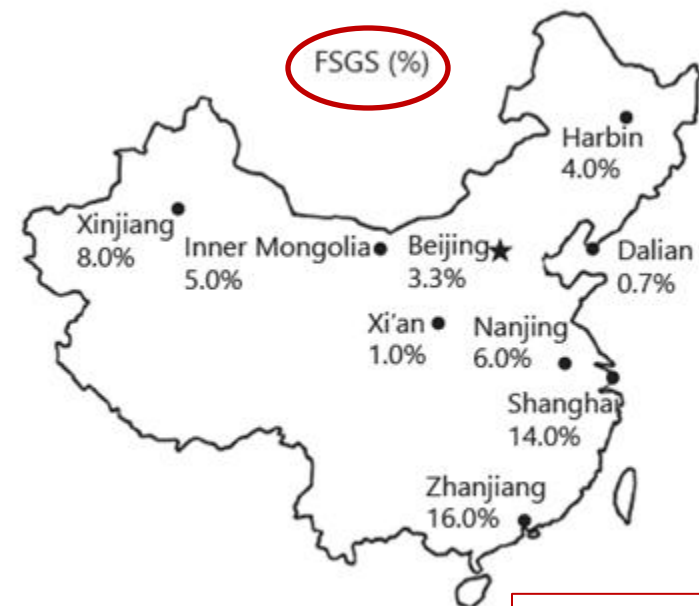 FSGS (%)
Harbin
4.0%
Xinjiang
8.0%
Inner Mongolia
5.0%
Beijing
3.3%
Dalian
0.7%
Xi'an
1.0%
Nanjing
6.0%
Shanghai
14.0%
Zhanjiang
16.0%